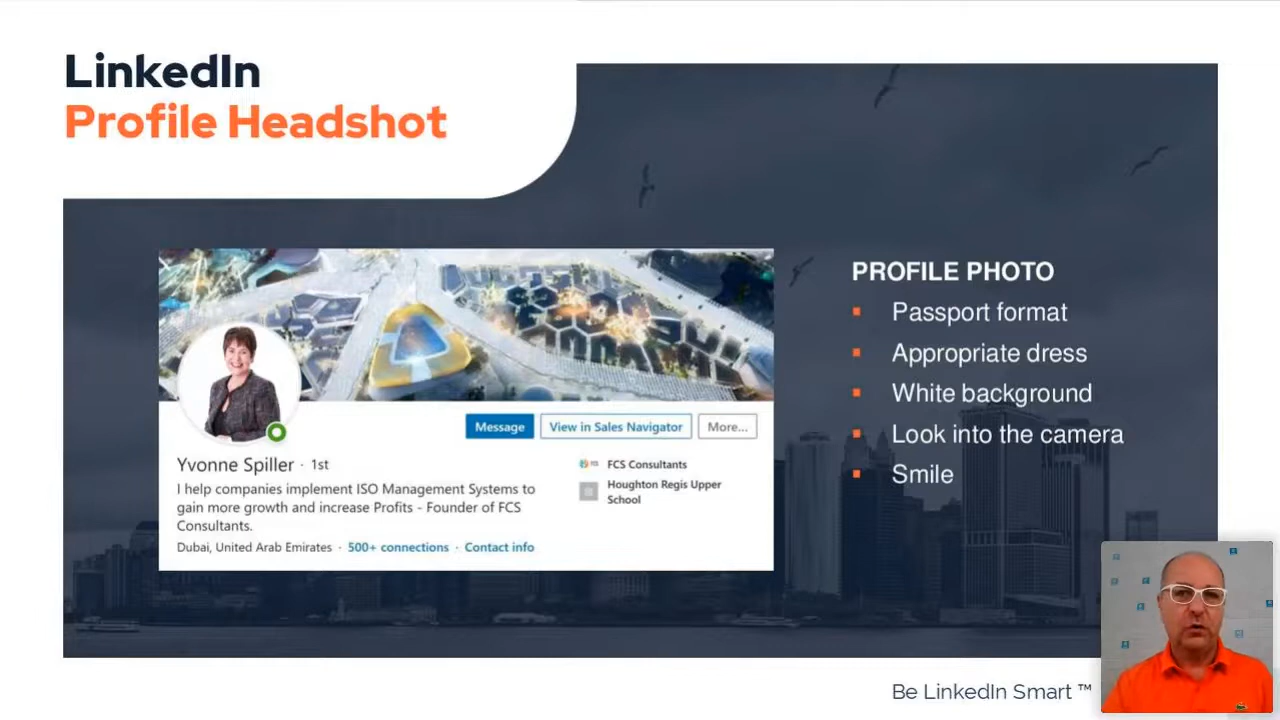 LinkedIn
Profile Headshot
PROFILE PHOTO
Passport format
Appropriate dress
White background
Look into the camera
Smile
Message
View in Sales Navigator
More...
Yvonne Spiller · 1st
I help companies implement ISO Management Systems to
gain more growth and increase Profits - Founder of FCS
Consultants.
Dubai, United Arab Emirates · 500+ connections · Contact info
FCS Consultants
Houghton Regis Upper
School
Be LinkedIn Smart ™